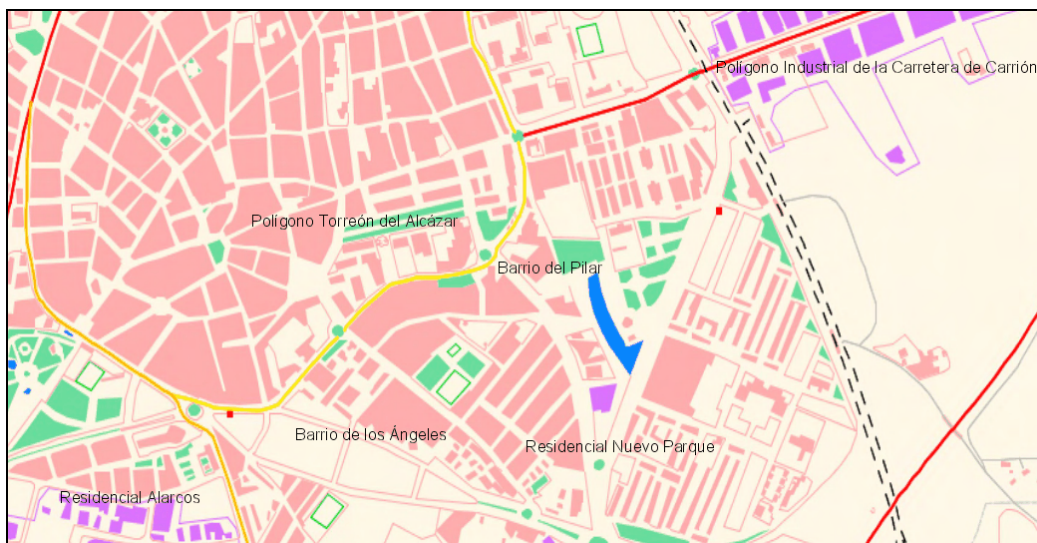 Polígono Industrial de la Carretera de Carrión
Polígono Torreón del Alcázar
Barrio del Pilar
Barrio de los Ángeles
Residencial Nuevo Parque
Residencial Alarcos